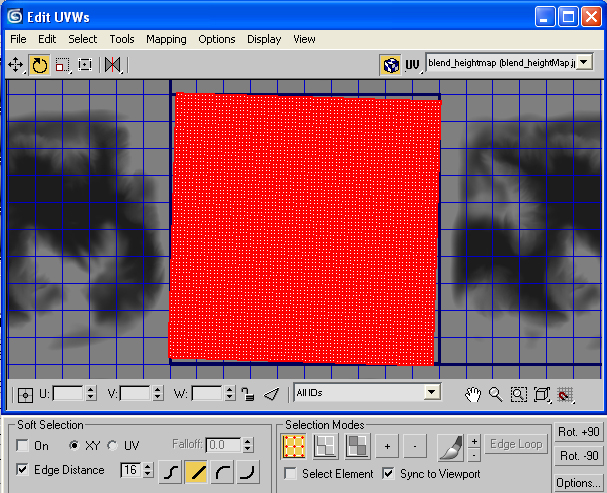 Edit UVWs
File Edit Select Tools Mapping Options Display View
UV blend_heightmap (blend_heightMap.j
U: V: W: All IDs
Soft Selection
On XY UV Falloff: 0.0
Edge Distance 16
Selection Modes
+ - + - Edge Loop
Select Element Sync to Viewport
Rot. +90
Rot. -90
Options...